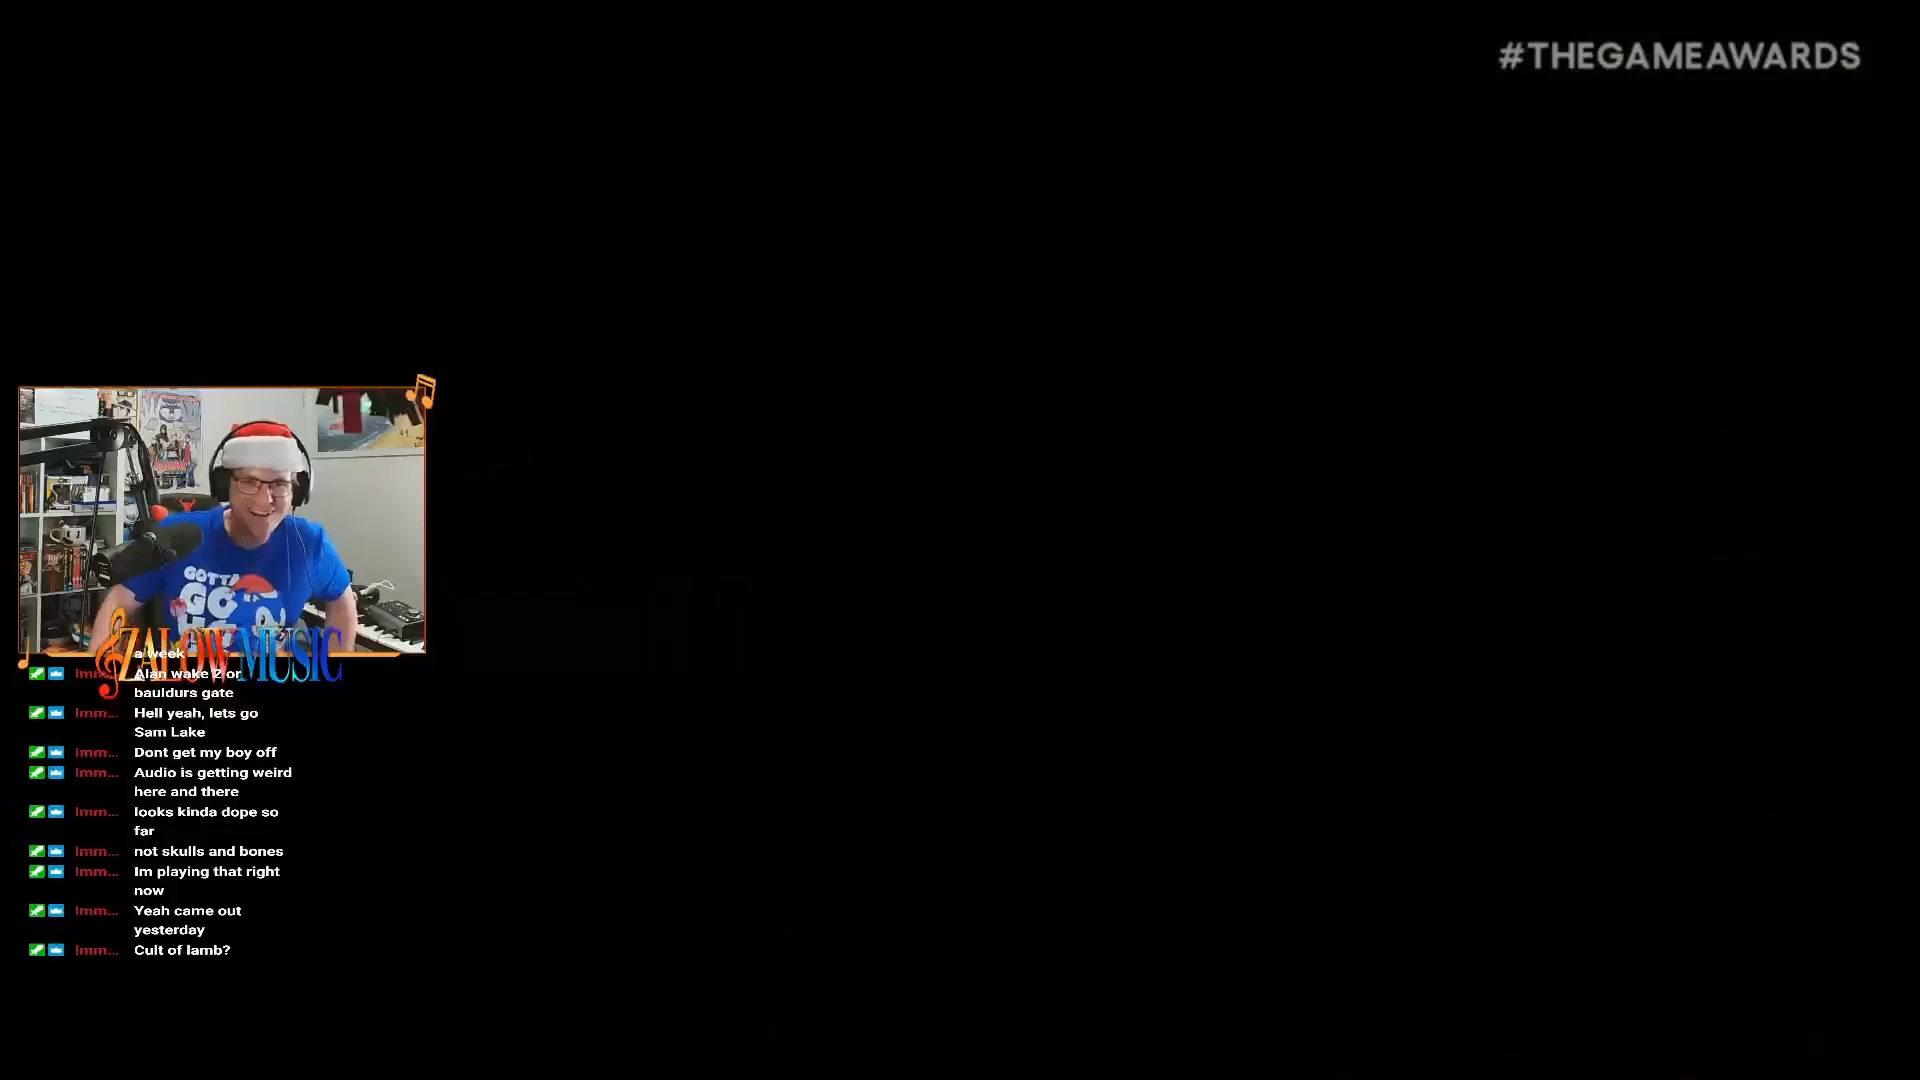 #THEGAMEAWARDS
GOTTA
GO
ZALOW MUSIC
a week
Imm... Alan wake 2 or
bauldurs gate
Imm... Hell yeah, lets go
Sam Lake
Imm... Dont get my boy off
Imm... Audio is getting weird
here and there
Imm... looks kinda dope so
far
Imm... not skulls and bones
Imm... Im playing that right
now
Imm... Yeah came out
yesterday
Imm... Cult of lamb?